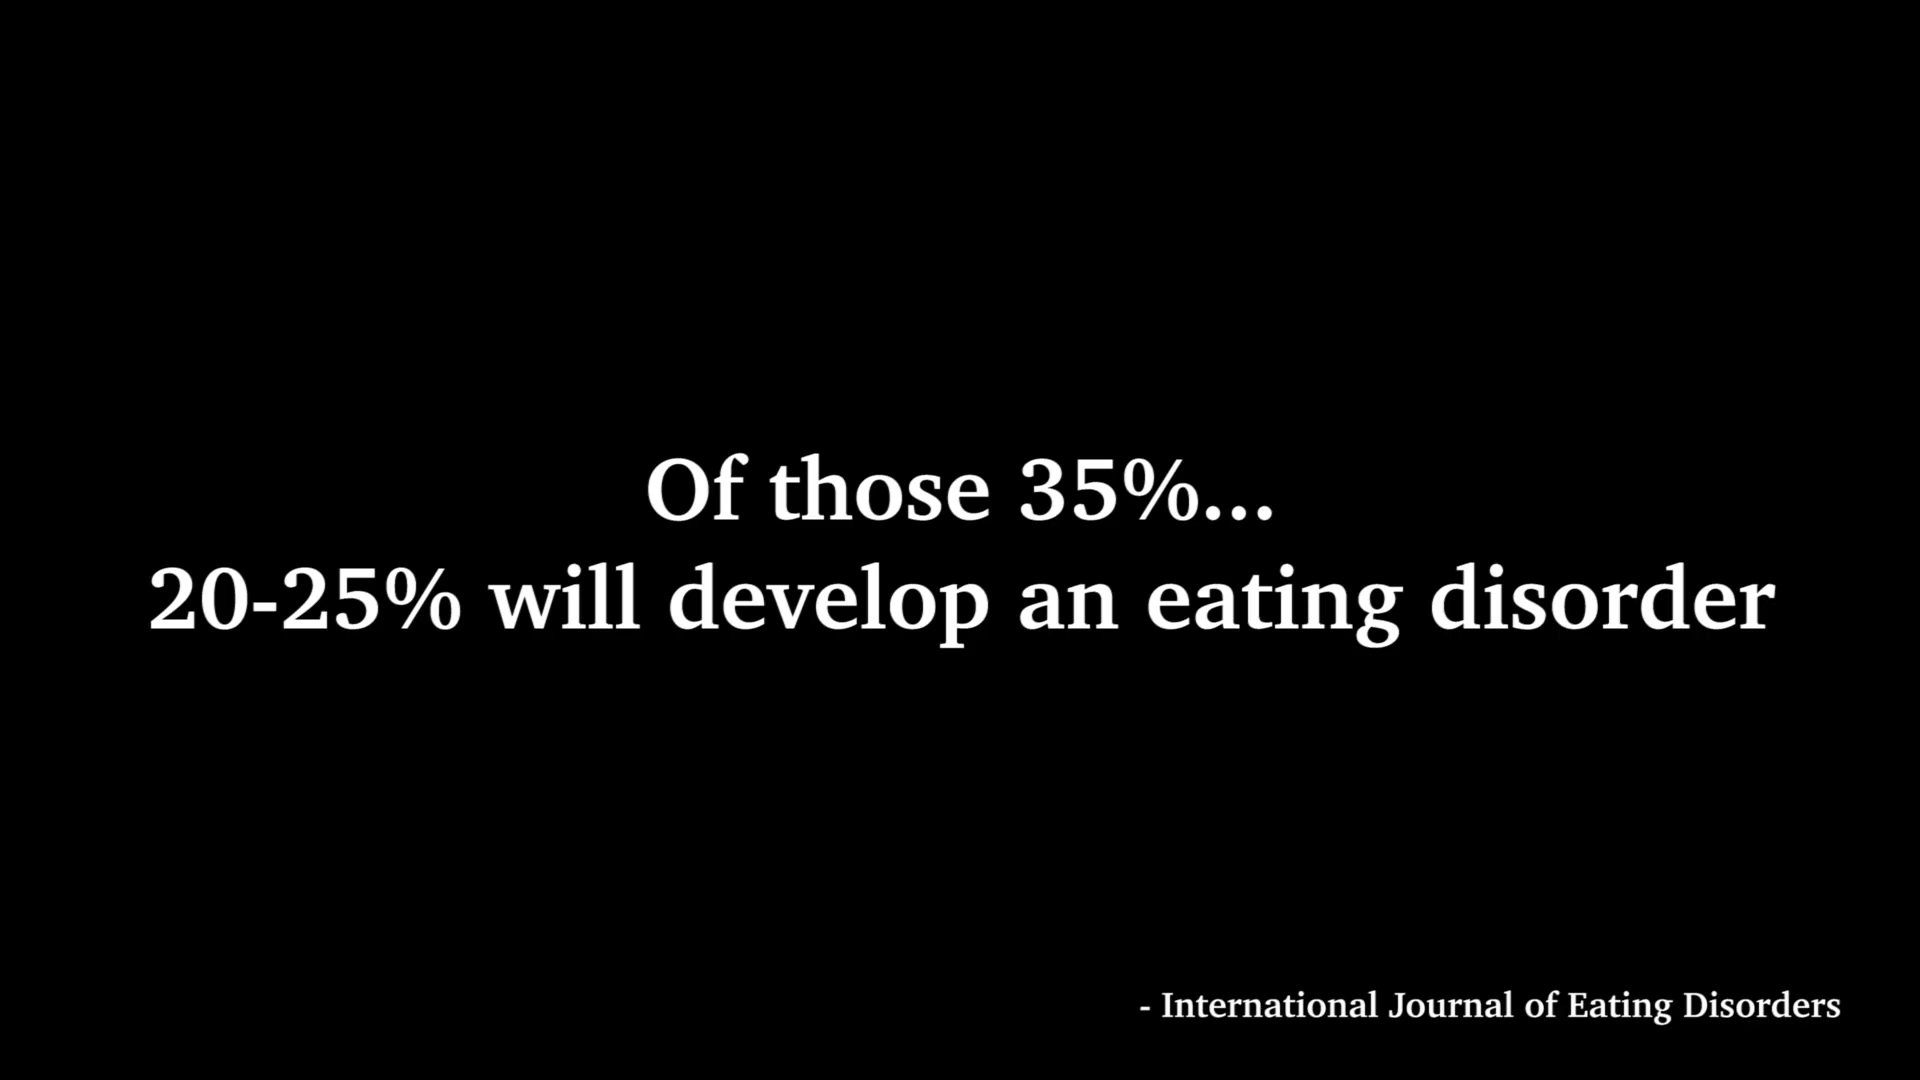 Of those 35%...
20-25% will develop an eating disorder
- International Journal of Eating Disorders